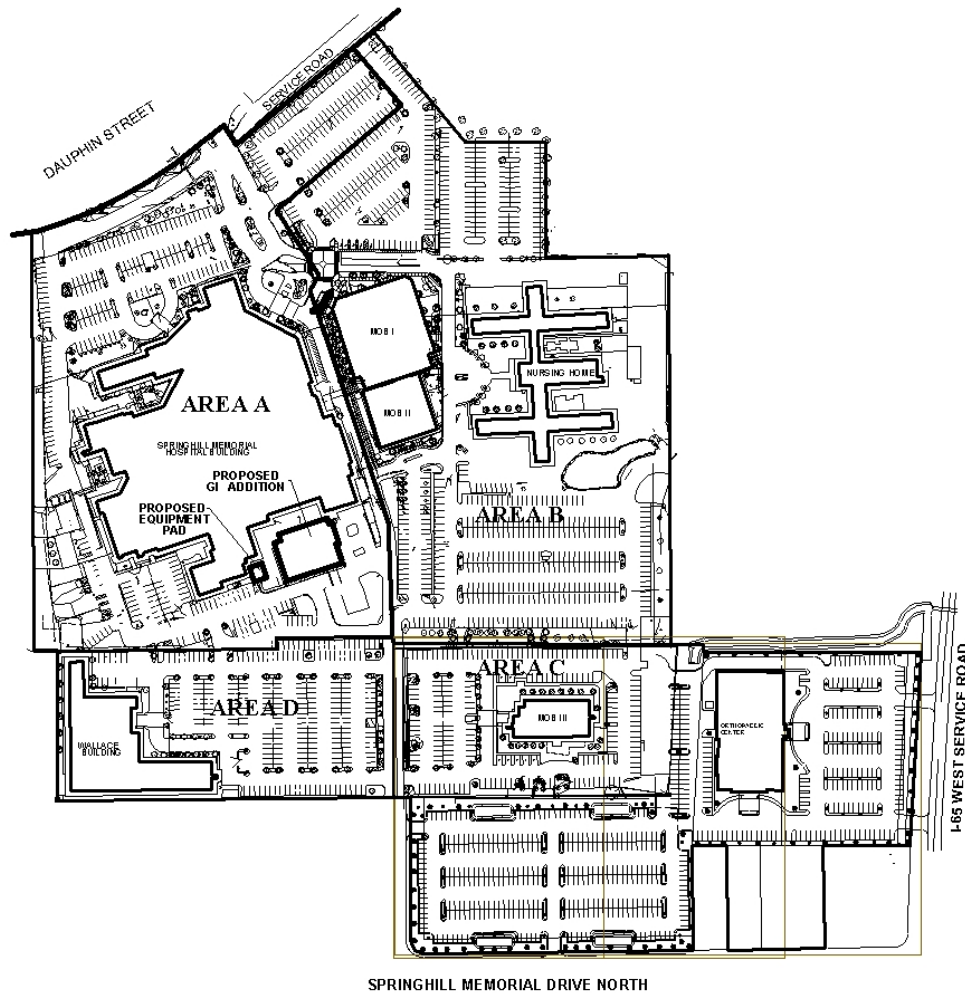 SERVICE ROAD
DAUPHIN STREET
MOB I
NURSING HOME
AREA A
MOB II
SPRINGHILL MEMORIAL
HOSPITAL BUILDING
PROPOSED
GI ADDITION
PROPOSED
EQUIPMENT
PAD
AREA B
AREA C
AREA D
MOB III
ORTHOPAEDIC
CENTER
WALLACE
BUILDING
I-65 WEST SERVICE ROAD
SPRINGHILL MEMORIAL DRIVE NORTH